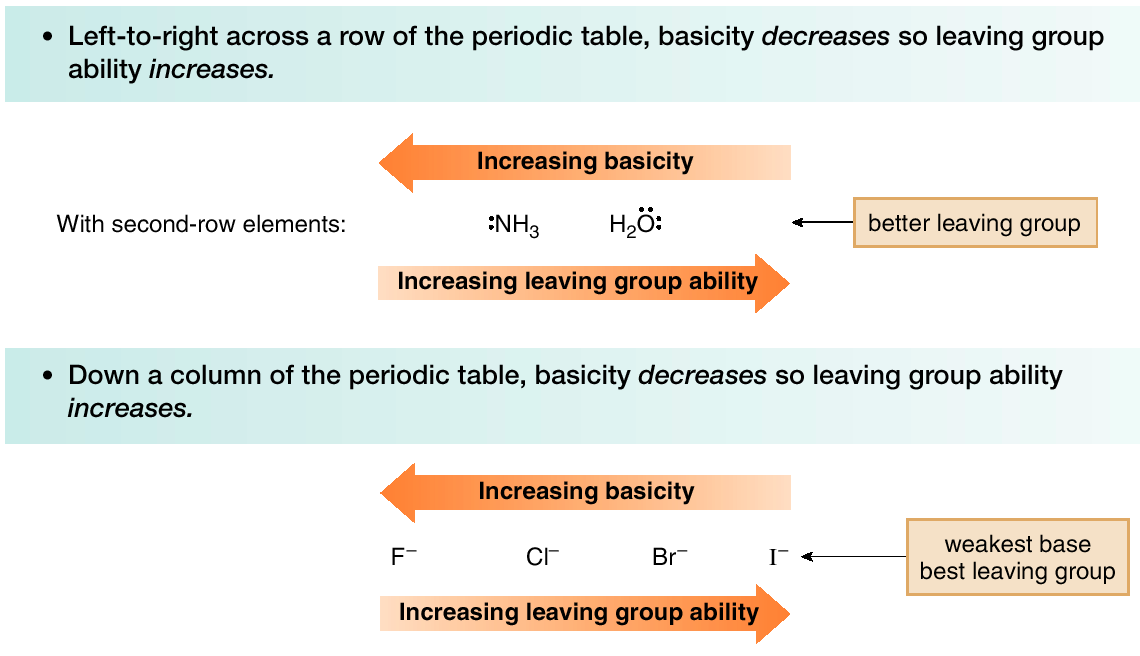 • Left-to-right across a row of the periodic table, basicity decreases so leaving group
ability increases.
Increasing basicity
With second-row elements: :NH₃ H₂Ö: better leaving group
Increasing leaving group ability
• Down a column of the periodic table, basicity decreases so leaving group ability
increases.
Increasing basicity
F⁻ Cl⁻ Br⁻ I⁻
weakest base
best leaving group
Increasing leaving group ability